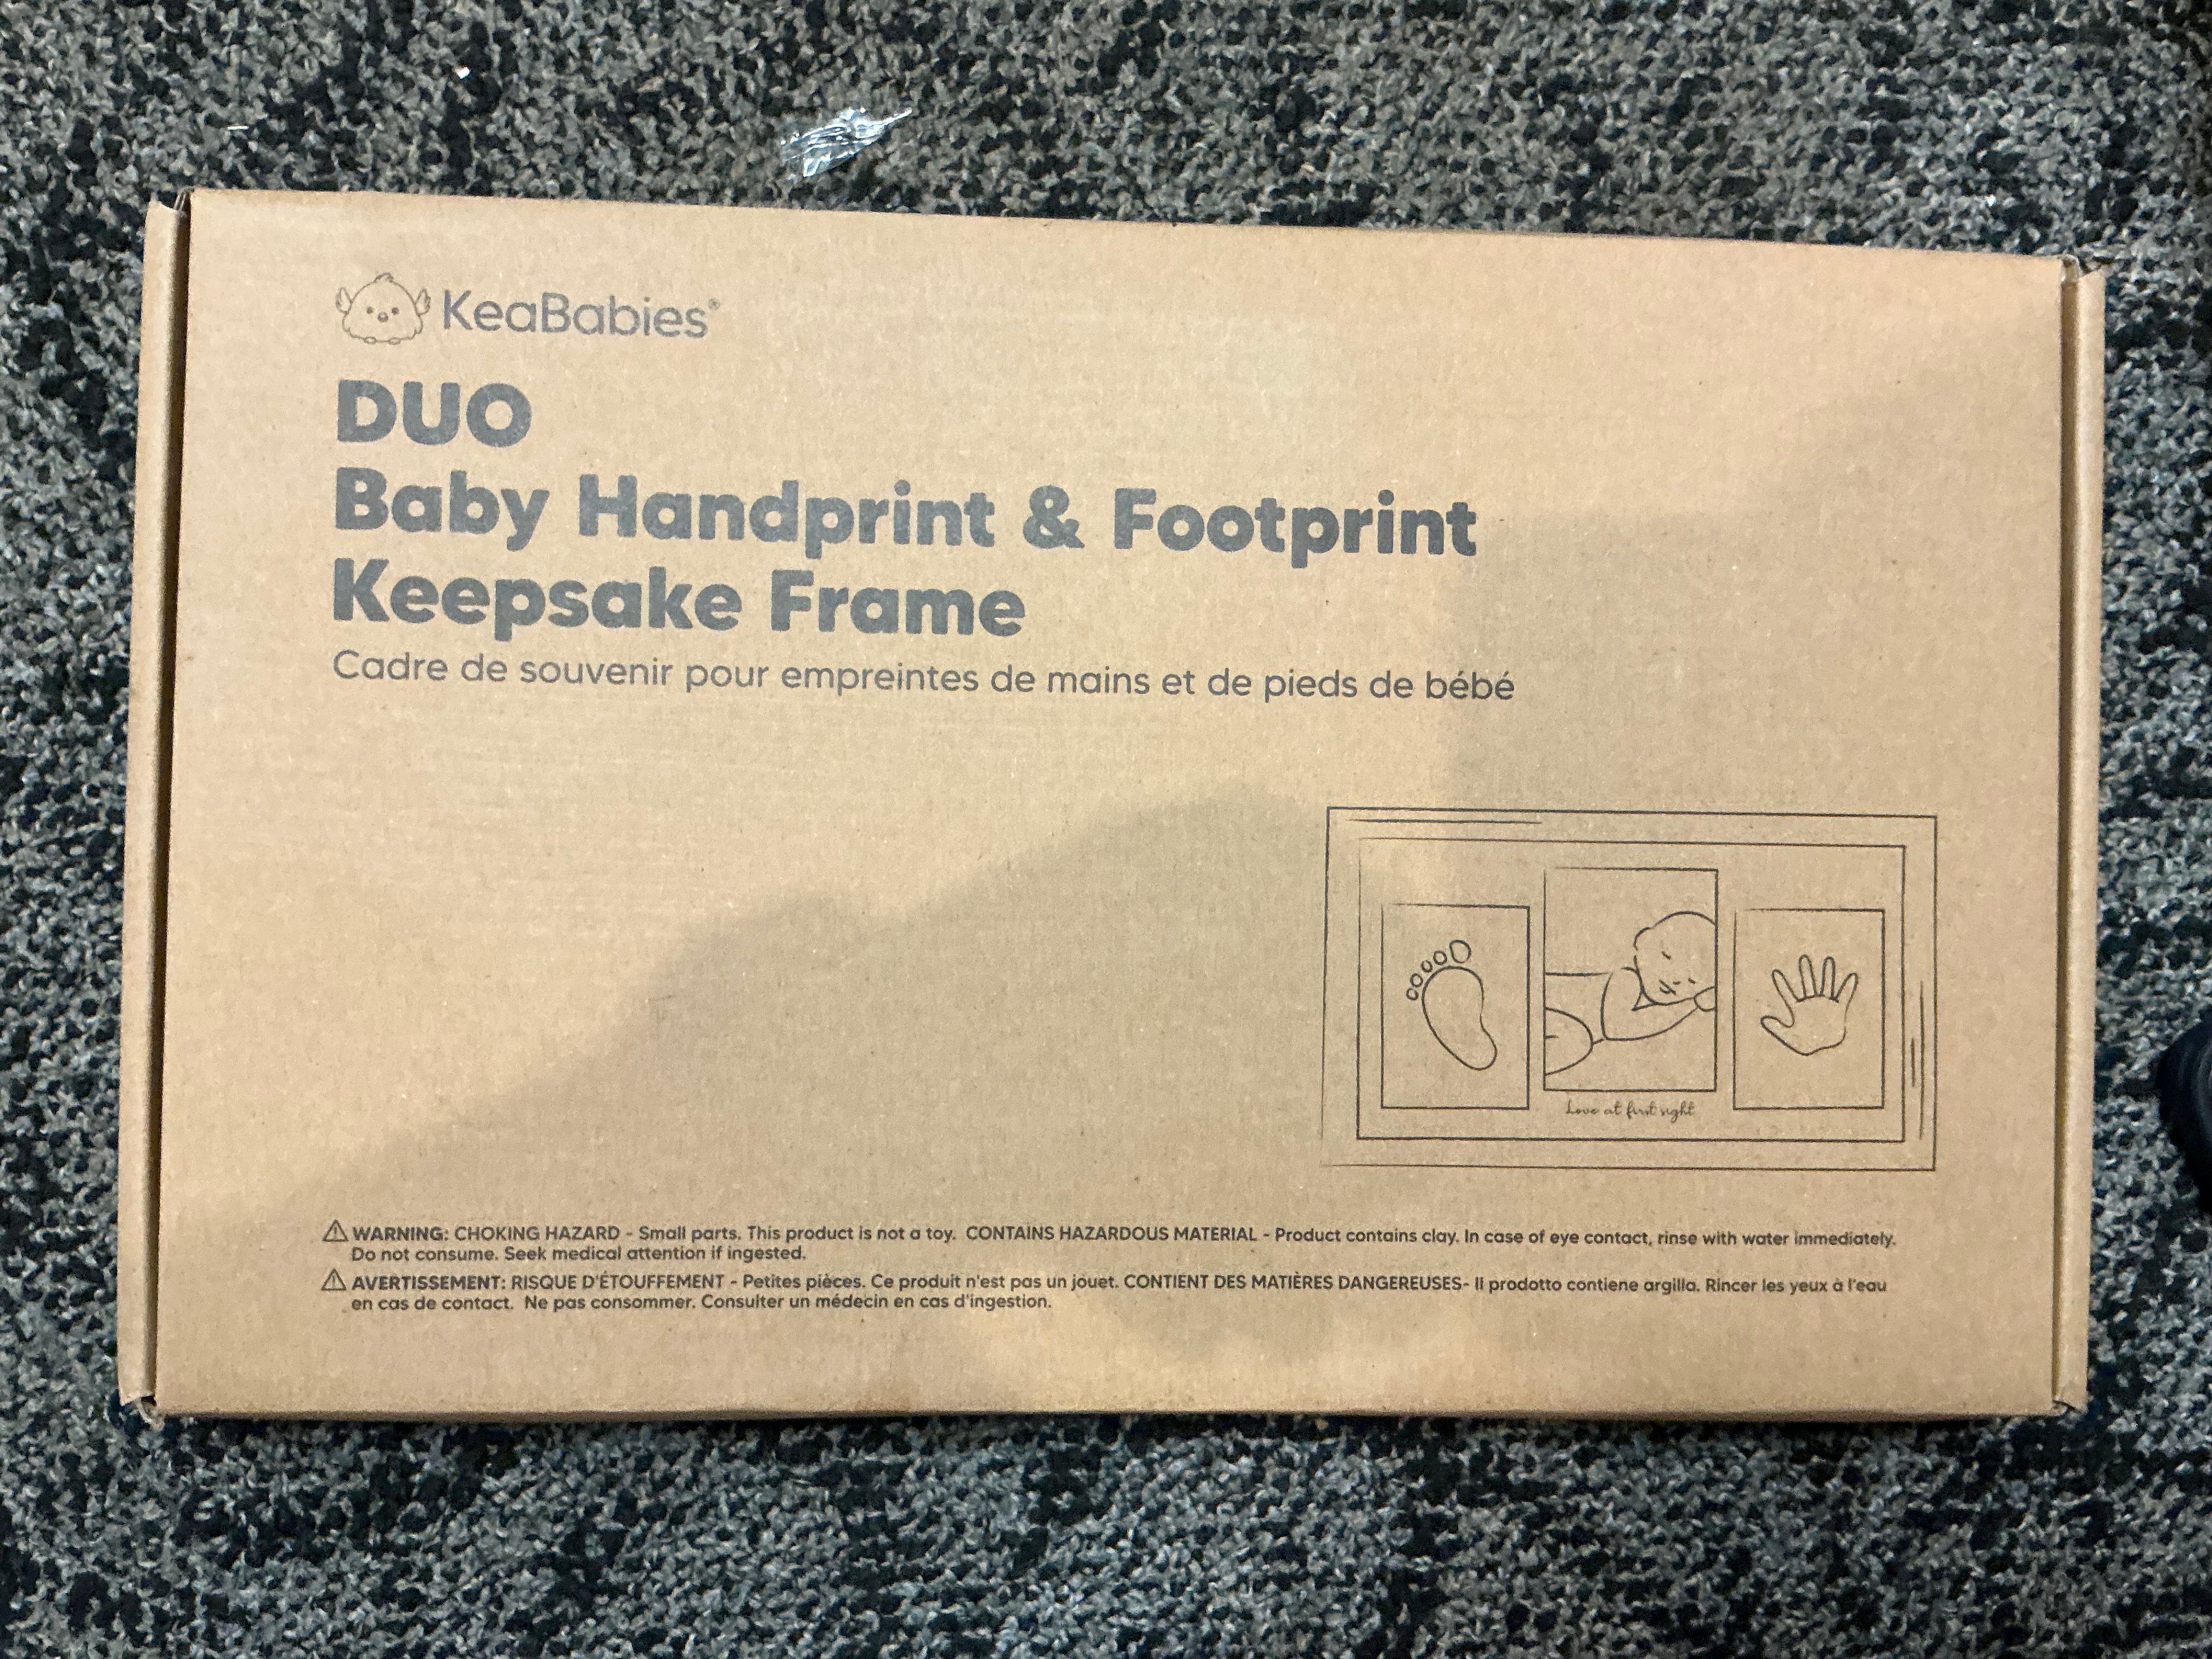 KeaBabies®
DUO
Baby Handprint & Footprint
Keepsake Frame
Cadre de souvenir pour empreintes de mains et de pieds de bébé
Love at first sight
⚠ WARNING: CHOKING HAZARD - Small parts. This product is not a toy. CONTAINS HAZARDOUS MATERIAL - Product contains clay. In case of eye contact, rinse with water immediately.
Do not consume. Seek medical attention if ingested.
⚠ AVERTISSEMENT: RISQUE D'ÉTOUFFEMENT - Petites pièces. Ce produit n'est pas un jouet. CONTIENT DES MATIÈRES DANGEREUSES- Il prodotto contiene argilla. Rincer les yeux à l'eau
en cas de contact. Ne pas consommer. Consulter un médecin en cas d'ingestion.